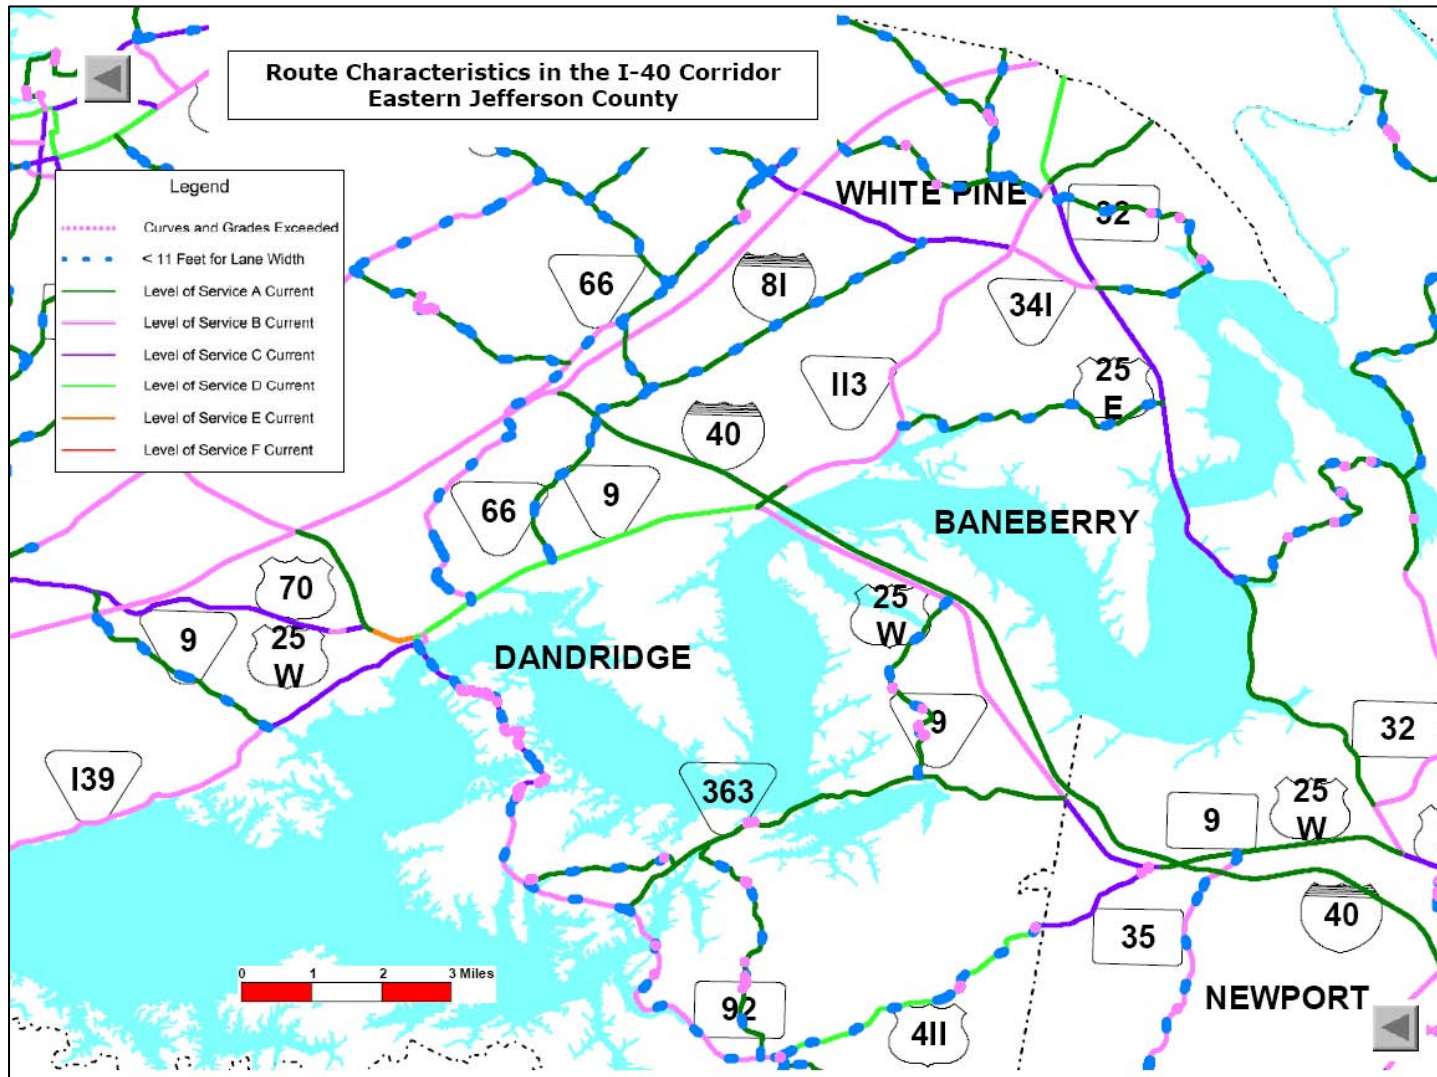 Route Characteristics in the I-40 Corridor
Eastern Jefferson County
Legend
Curves and Grades Exceeded
< 11 Feet for Lane Width
Level of Service A Current
Level of Service B Current
Level of Service C Current
Level of Service D Current
Level of Service E Current
Level of Service F Current
WHITE PINE
32
66
81
341
113
25
E
40
66
9
BANEBERRY
70
25
W
9
25
W
DANDRIDGE
9
32
139
363
25
W
9
40
35
0 1 2 3 Miles
92
411
NEWPORT